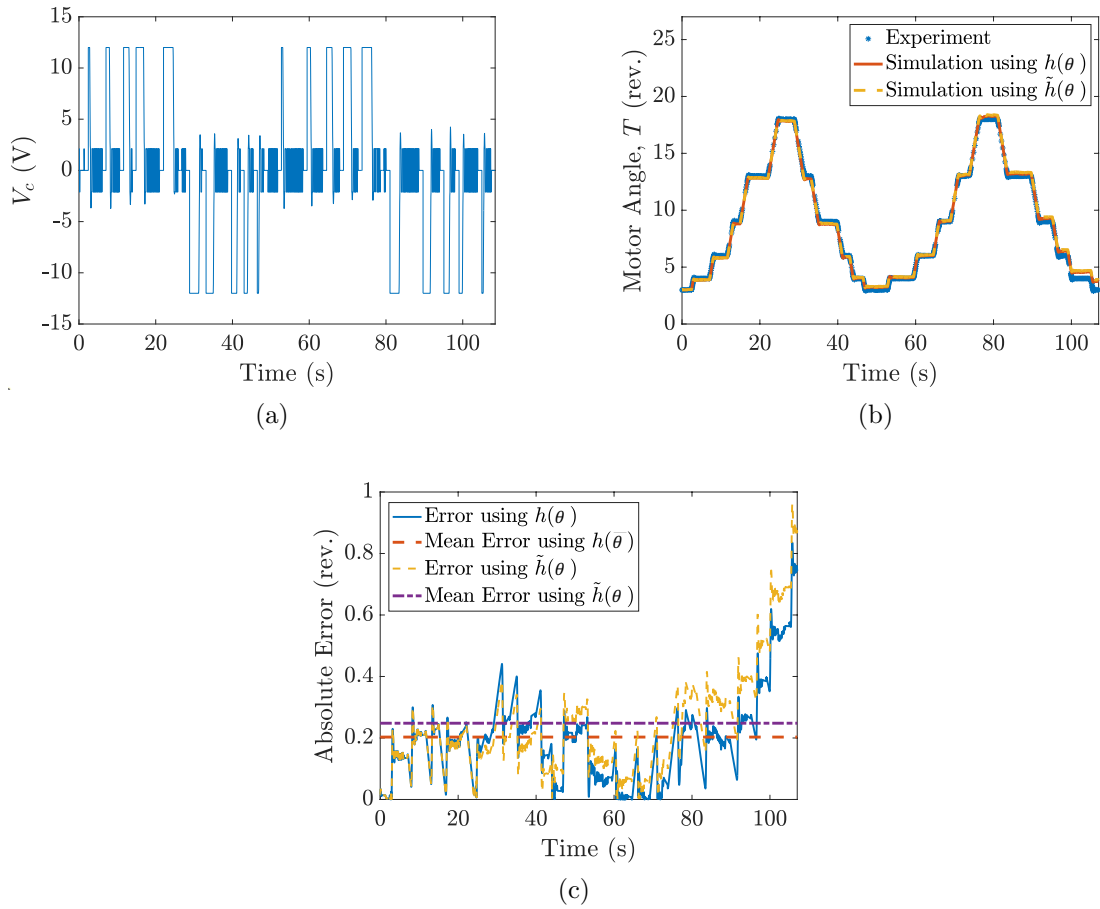 15
10
5
0
-5
-10
-15
0 20 40 60 80 100
V_c (V)
Time (s)
(a)
25
20
15
10
5
0
0 20 40 60 80 100
Motor Angle, T (rev.)
Time (s)
Experiment
Simulation using h(θ )
Simulation using h̃(θ )
(b)
1
0.8
0.6
0.4
0.2
0
0 20 40 60 80 100
Absolute Error (rev.)
Time (s)
Error using h(θ )
Mean Error using h(θ )
Error using h̃(θ )
Mean Error using h̃(θ )
(c)